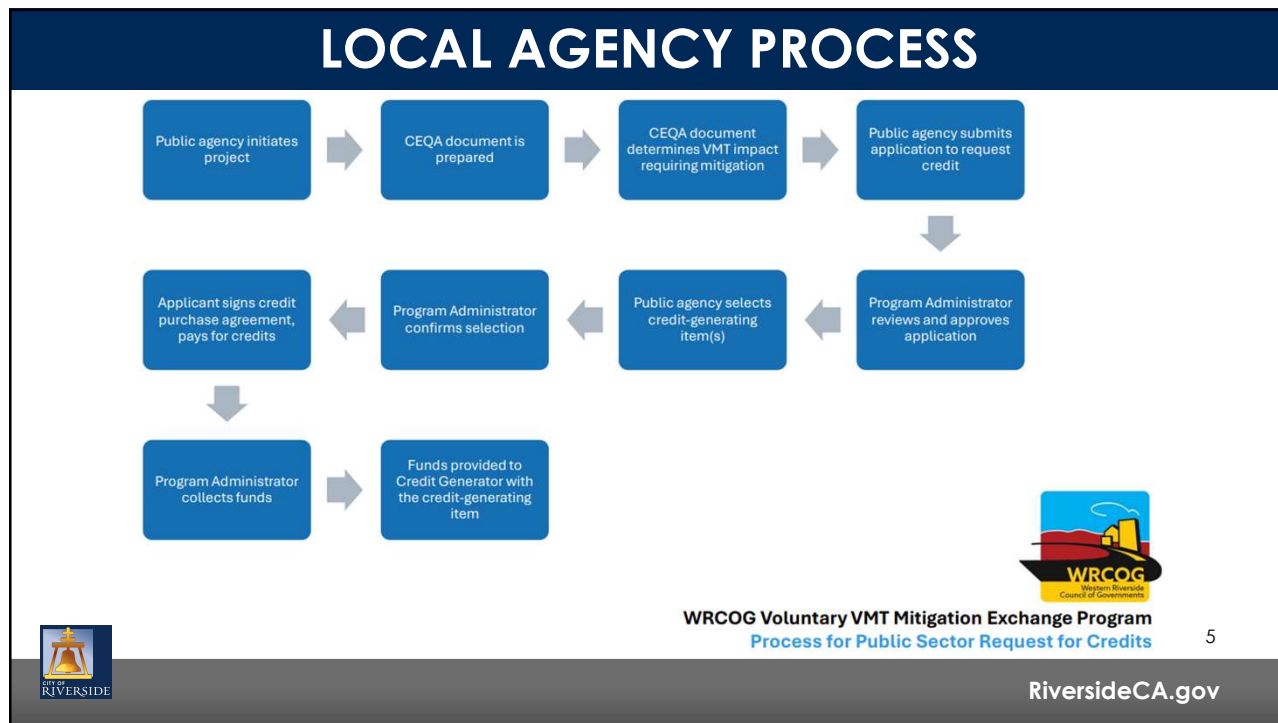 LOCAL AGENCY PROCESS
Public agency initiates
project
CEQA document is
prepared
CEQA document
determines VMT impact
requiring mitigation
Public agency submits
application to request
credit
Program Administrator
reviews and approves
application
Public agency selects
credit-generating
item(s)
Program Administrator
confirms selection
Applicant signs credit
purchase agreement,
pays for credits
Program Administrator
collects funds
Funds provided to
Credit Generator with
the credit-generating
item
WRCOG
Western Riverside
Council of Governments
WRCOG Voluntary VMT Mitigation Exchange Program
Process for Public Sector Request for Credits
5
CITY OF
RIVERSIDE
RiversideCA.gov